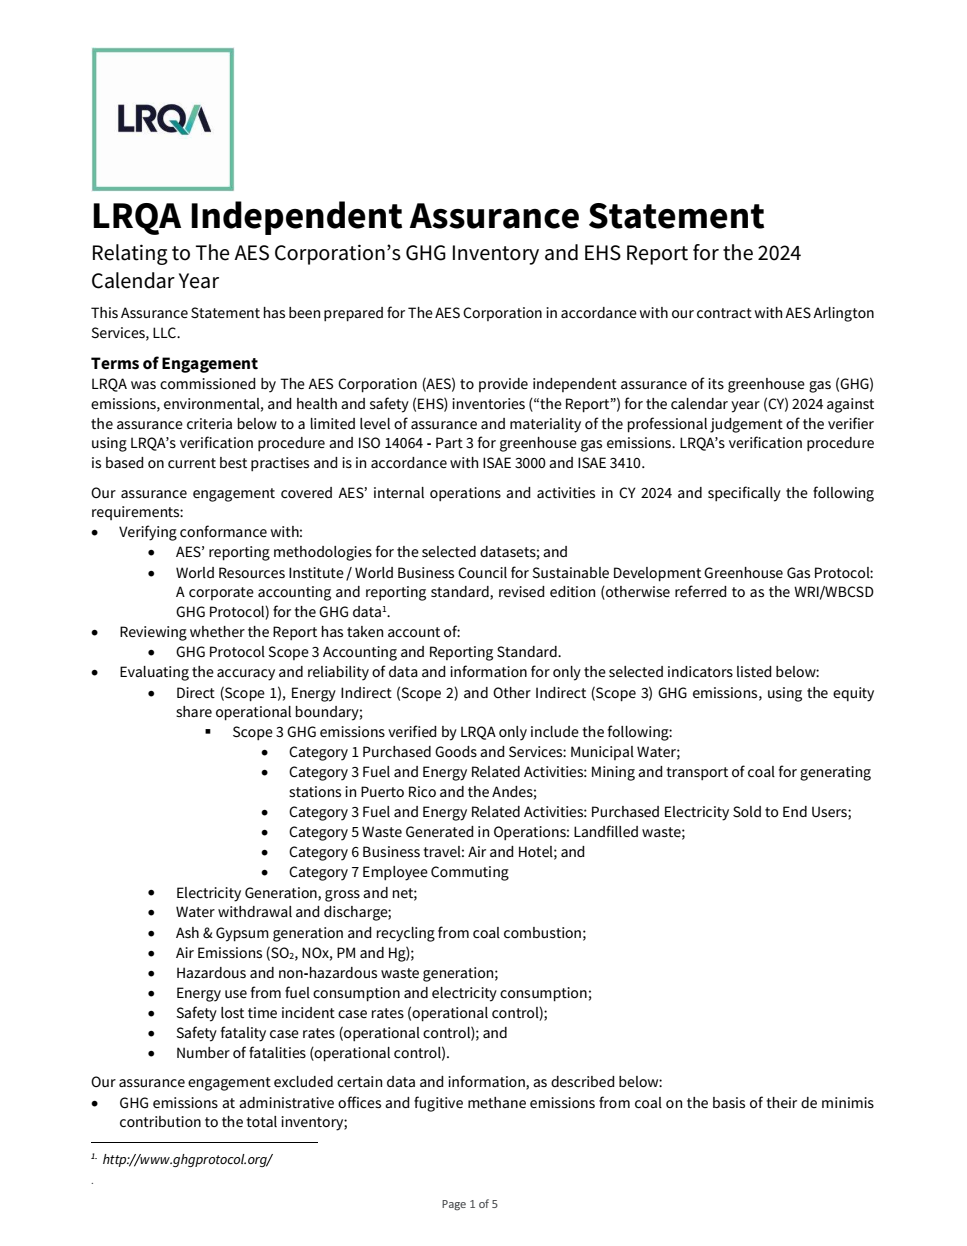 LRQA
LRQA Independent Assurance Statement
Relating to The AES Corporation’s GHG Inventory and EHS Report for the 2024
Calendar Year
This Assurance Statement has been prepared for The AES Corporation in accordance with our contract with AES Arlington
Services, LLC.
Terms of Engagement
LRQA was commissioned by The AES Corporation (AES) to provide independent assurance of its greenhouse gas (GHG)
emissions, environmental, and health and safety (EHS) inventories (“the Report”) for the calendar year (CY) 2024 against
the assurance criteria below to a limited level of assurance and materiality of the professional judgement of the verifier
using LRQA’s verification procedure and ISO 14064 - Part 3 for greenhouse gas emissions. LRQA’s verification procedure
is based on current best practises and is in accordance with ISAE 3000 and ISAE 3410.
Our assurance engagement covered AES’ internal operations and activities in CY 2024 and specifically the following
requirements:
• Verifying conformance with:
• AES’ reporting methodologies for the selected datasets; and
• World Resources Institute / World Business Council for Sustainable Development Greenhouse Gas Protocol:
A corporate accounting and reporting standard, revised edition (otherwise referred to as the WRI/WBCSD
GHG Protocol) for the GHG data¹.
• Reviewing whether the Report has taken account of:
• GHG Protocol Scope 3 Accounting and Reporting Standard.
• Evaluating the accuracy and reliability of data and information for only the selected indicators listed below:
• Direct (Scope 1), Energy Indirect (Scope 2) and Other Indirect (Scope 3) GHG emissions, using the equity
share operational boundary;
▪ Scope 3 GHG emissions verified by LRQA only include the following:
• Category 1 Purchased Goods and Services: Municipal Water;
• Category 3 Fuel and Energy Related Activities: Mining and transport of coal for generating
stations in Puerto Rico and the Andes;
• Category 3 Fuel and Energy Related Activities: Purchased Electricity Sold to End Users;
• Category 5 Waste Generated in Operations: Landfilled waste;
• Category 6 Business travel: Air and Hotel; and
• Category 7 Employee Commuting
• Electricity Generation, gross and net;
• Water withdrawal and discharge;
• Ash & Gypsum generation and recycling from coal combustion;
• Air Emissions (SO₂, NOx, PM and Hg);
• Hazardous and non-hazardous waste generation;
• Energy use from fuel consumption and electricity consumption;
• Safety lost time incident case rates (operational control);
• Safety fatality case rates (operational control); and
• Number of fatalities (operational control).
Our assurance engagement excluded certain data and information, as described below:
• GHG emissions at administrative offices and fugitive methane emissions from coal on the basis of their de minimis
contribution to the total inventory;
1. http://www.ghgprotocol.org/
.
Page 1 of 5